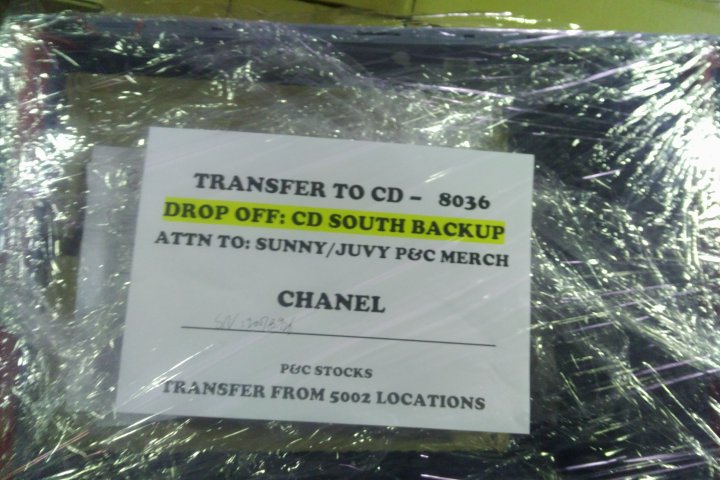 TRANSFER TO CD – 8036
DROP OFF: CD SOUTH BACKUP
ATTN TO: SUNNY/JUVY P&C MERCH
CHANEL
P&C STOCKS
TRANSFER FROM 5002 LOCATIONS